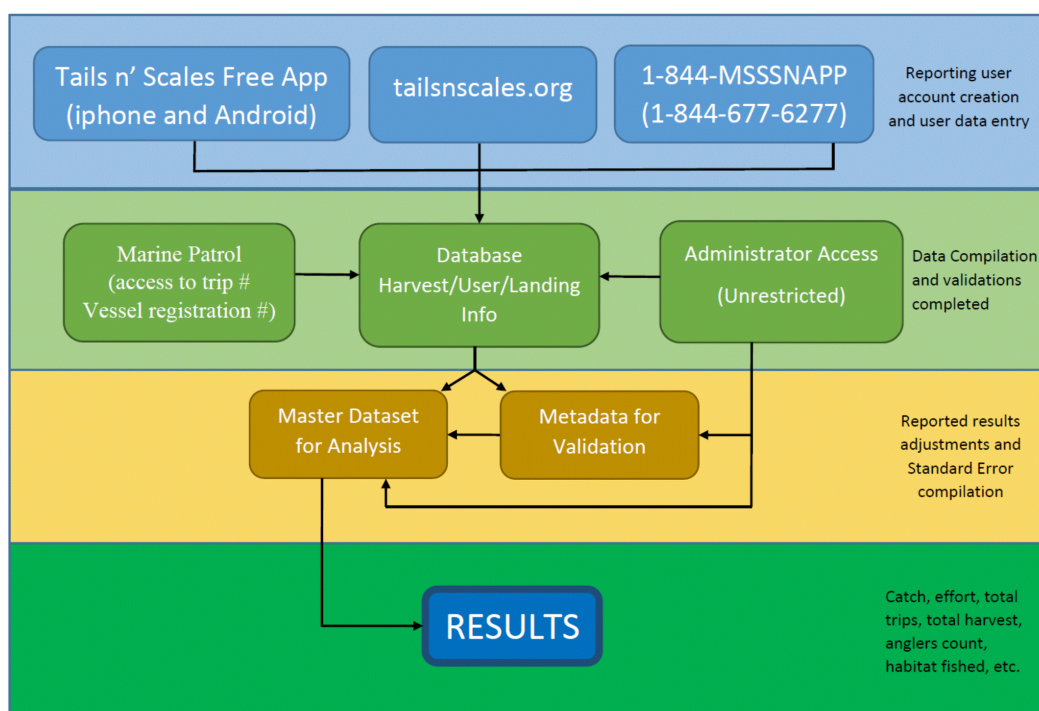 Tails n’ Scales Free App
(iphone and Android)
tailsnscales.org
1-844-MSSSNAPP
(1-844-677-6277)
Reporting user
account creation
and user data entry
Marine Patrol
(access to trip #
Vessel registration #)
Database
Harvest/User/Landing
Info
Administrator Access
(Unrestricted)
Data Compilation
and validations
completed
Master Dataset
for Analysis
Metadata for
Validation
Reported results
adjustments and
Standard Error
compilation
RESULTS
Catch, effort, total
trips, total harvest,
anglers count,
habitat fished, etc.